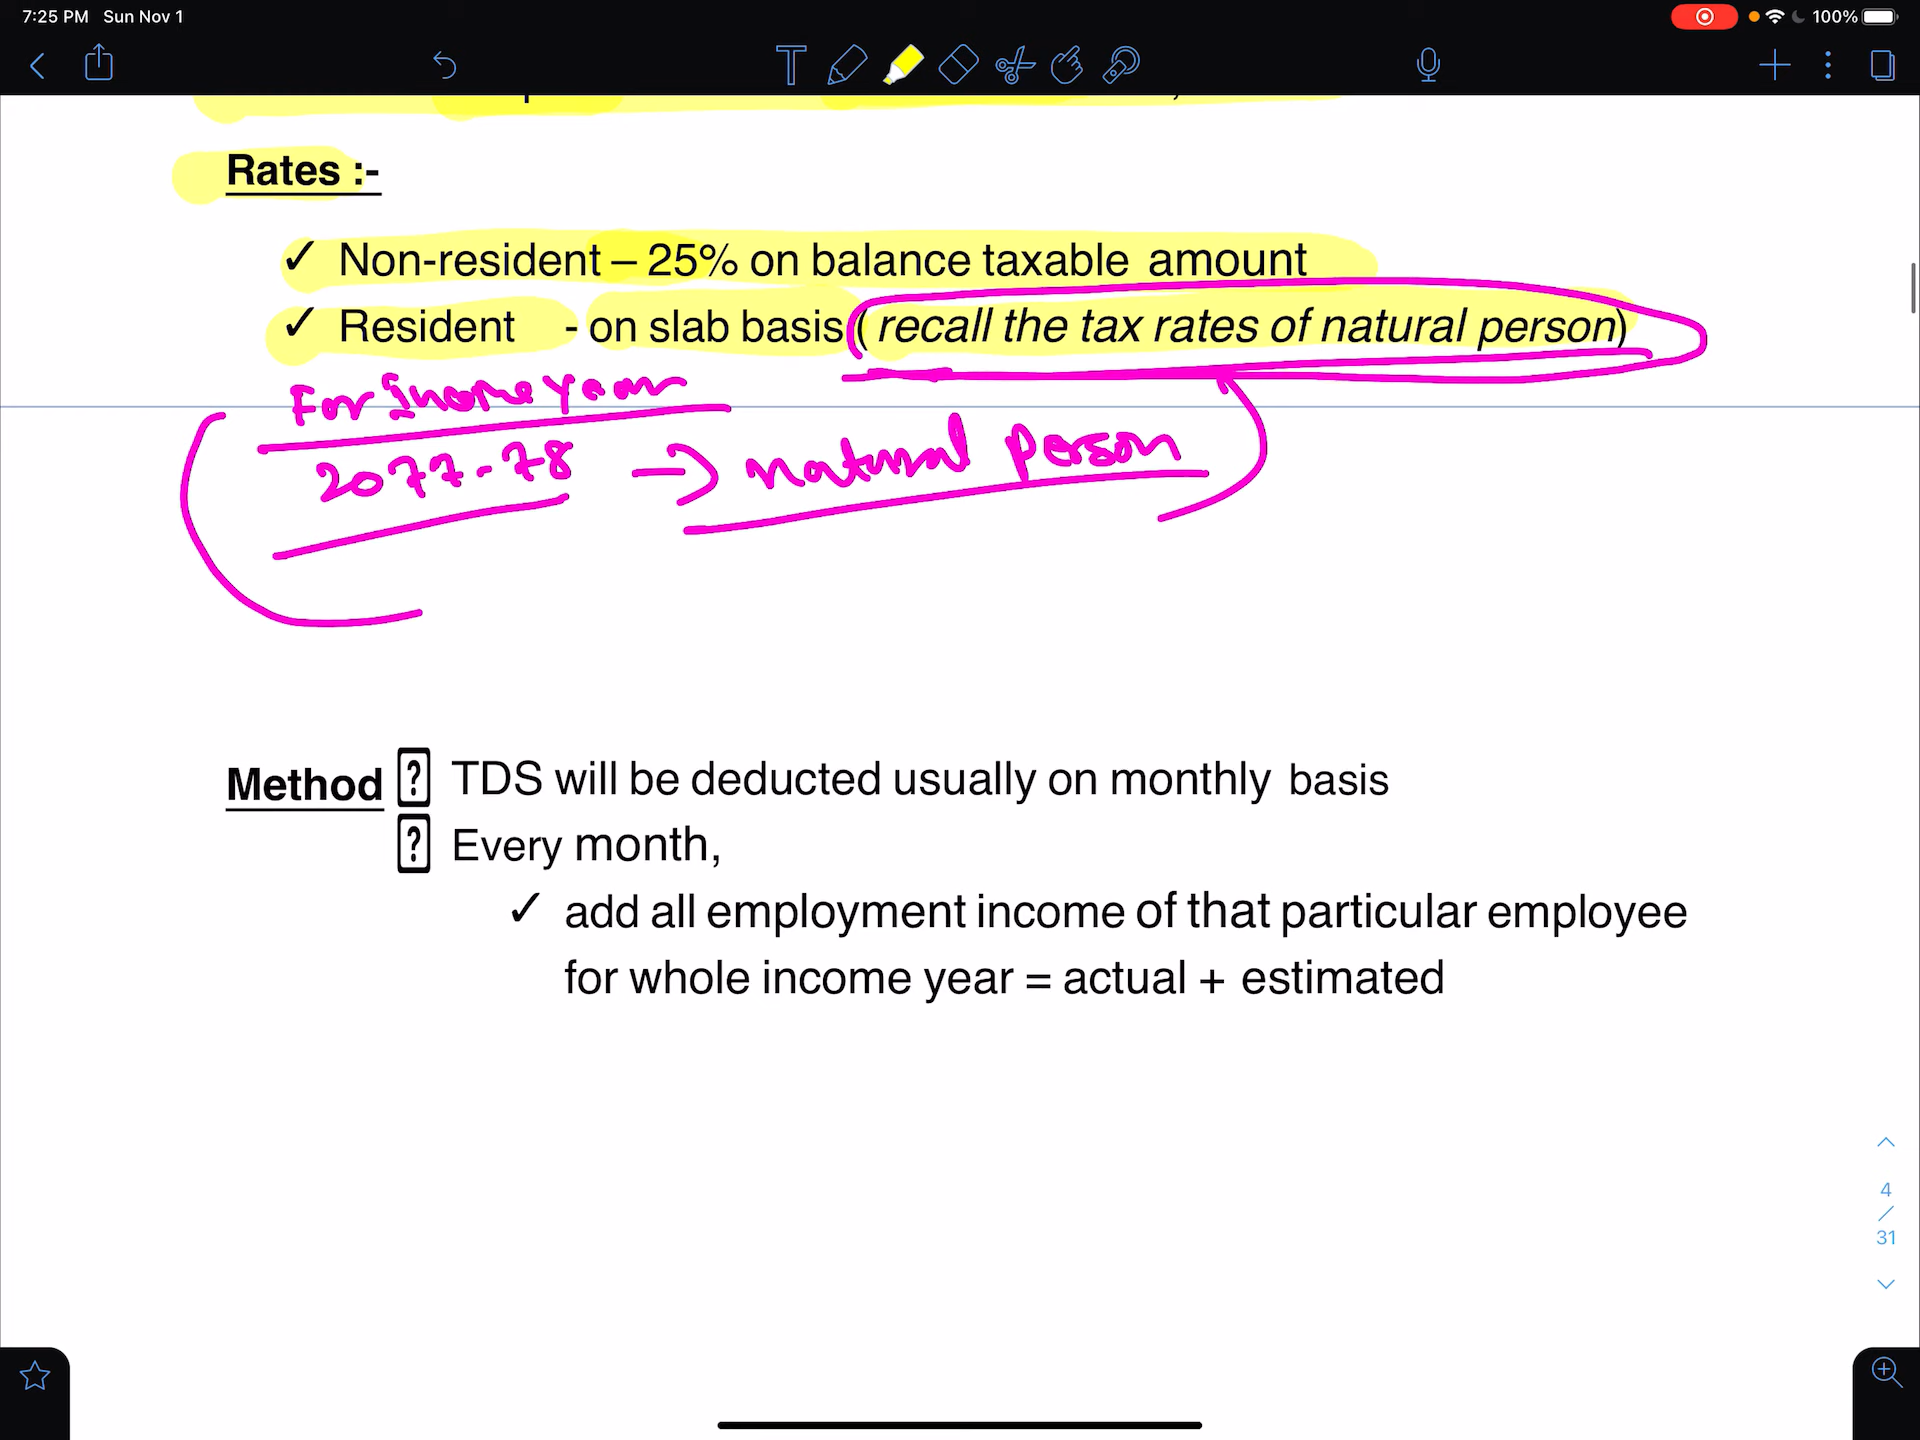 7:25 PM Sun Nov 1
100%
Rates :-
✓ Non-resident – 25% on balance taxable amount
✓ Resident - on slab basis ( recall the tax rates of natural person)
For Income Year
2077-78 → natural person
Method ? TDS will be deducted usually on monthly basis
? Every month,
✓ add all employment income of that particular employee
for whole income year = actual + estimated
4
/
31